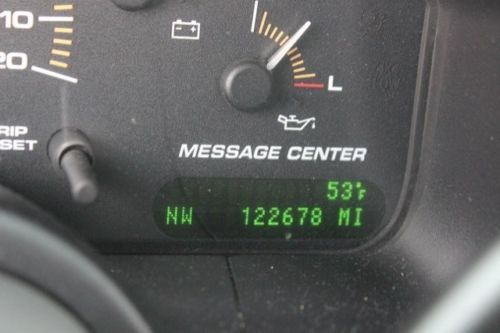 10
20
L
RIP
SET
MESSAGE CENTER
53°F
NW 122678 MI